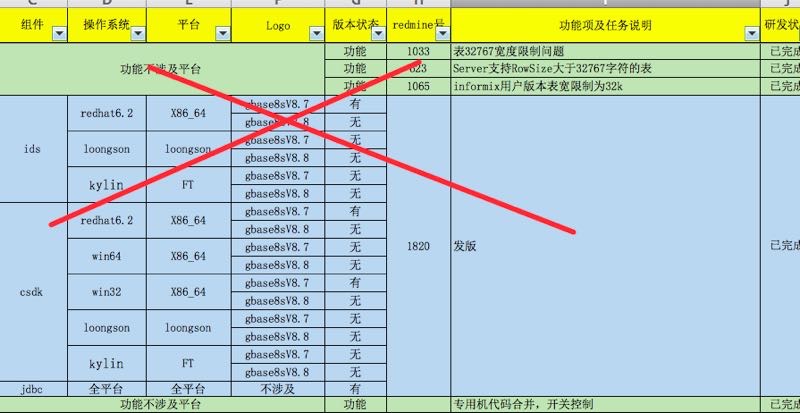 C D E F G H I J
组件 操作系统 平台 Logo 版本状态 redmine号 功能项及任务说明 研发状
功能不涉及平台
功能 1033 表32767宽度限制问题 已完成
功能 623 Server支持RowSize大于32767字符的表 已完成
功能 1065 informix用户版本表宽限制为32k 已完成
ids
redhat6.2 X86_64 gbase8sV8.7 有
gbase8sV8.8 无
loongson loongson gbase8sV8.7 无
gbase8sV8.8 无
kylin FT gbase8sV8.7 无
gbase8sV8.8 无
csdk
redhat6.2 X86_64 gbase8sV8.7 有
gbase8sV8.8 无
win64 X86_64 gbase8sV8.7 无
gbase8sV8.8 无
win32 X86_64 gbase8sV8.7 有
gbase8sV8.8 无
loongson loongson gbase8sV8.7 无
gbase8sV8.8 无
kylin FT gbase8sV8.7 无
gbase8sV8.8 无
jdbc 全平台 全平台 不涉及 有
1820 发版 已完成
功能不涉及平台 功能 专用机代码合并，开关控制 已完成